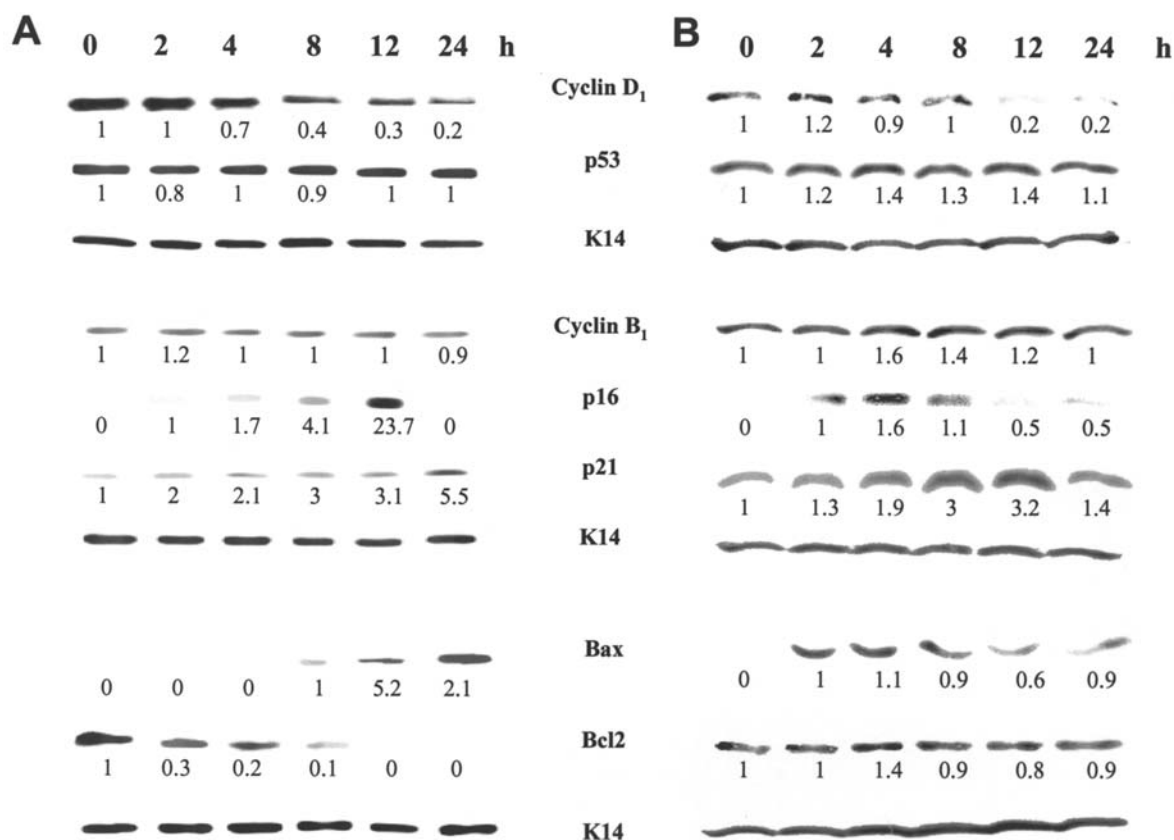 A 0 2 4 8 12 24 h B 0 2 4 8 12 24 h
Cyclin D1
1 1 0.7 0.4 0.3 0.2 1 1.2 0.9 1 0.2 0.2
p53
1 0.8 1 0.9 1 1 1 1.2 1.4 1.3 1.4 1.1
K14
Cyclin B1
1 1.2 1 1 1 0.9 1 1 1.6 1.4 1.2 1
p16
0 1 1.7 4.1 23.7 0 0 1 1.6 1.1 0.5 0.5
p21
1 2 2.1 3 3.1 5.5 1 1.3 1.9 3 3.2 1.4
K14
Bax
0 0 0 1 5.2 2.1 0 1 1.1 0.9 0.6 0.9
Bcl2
1 0.3 0.2 0.1 0 0 1 1 1.4 0.9 0.8 0.9
K14